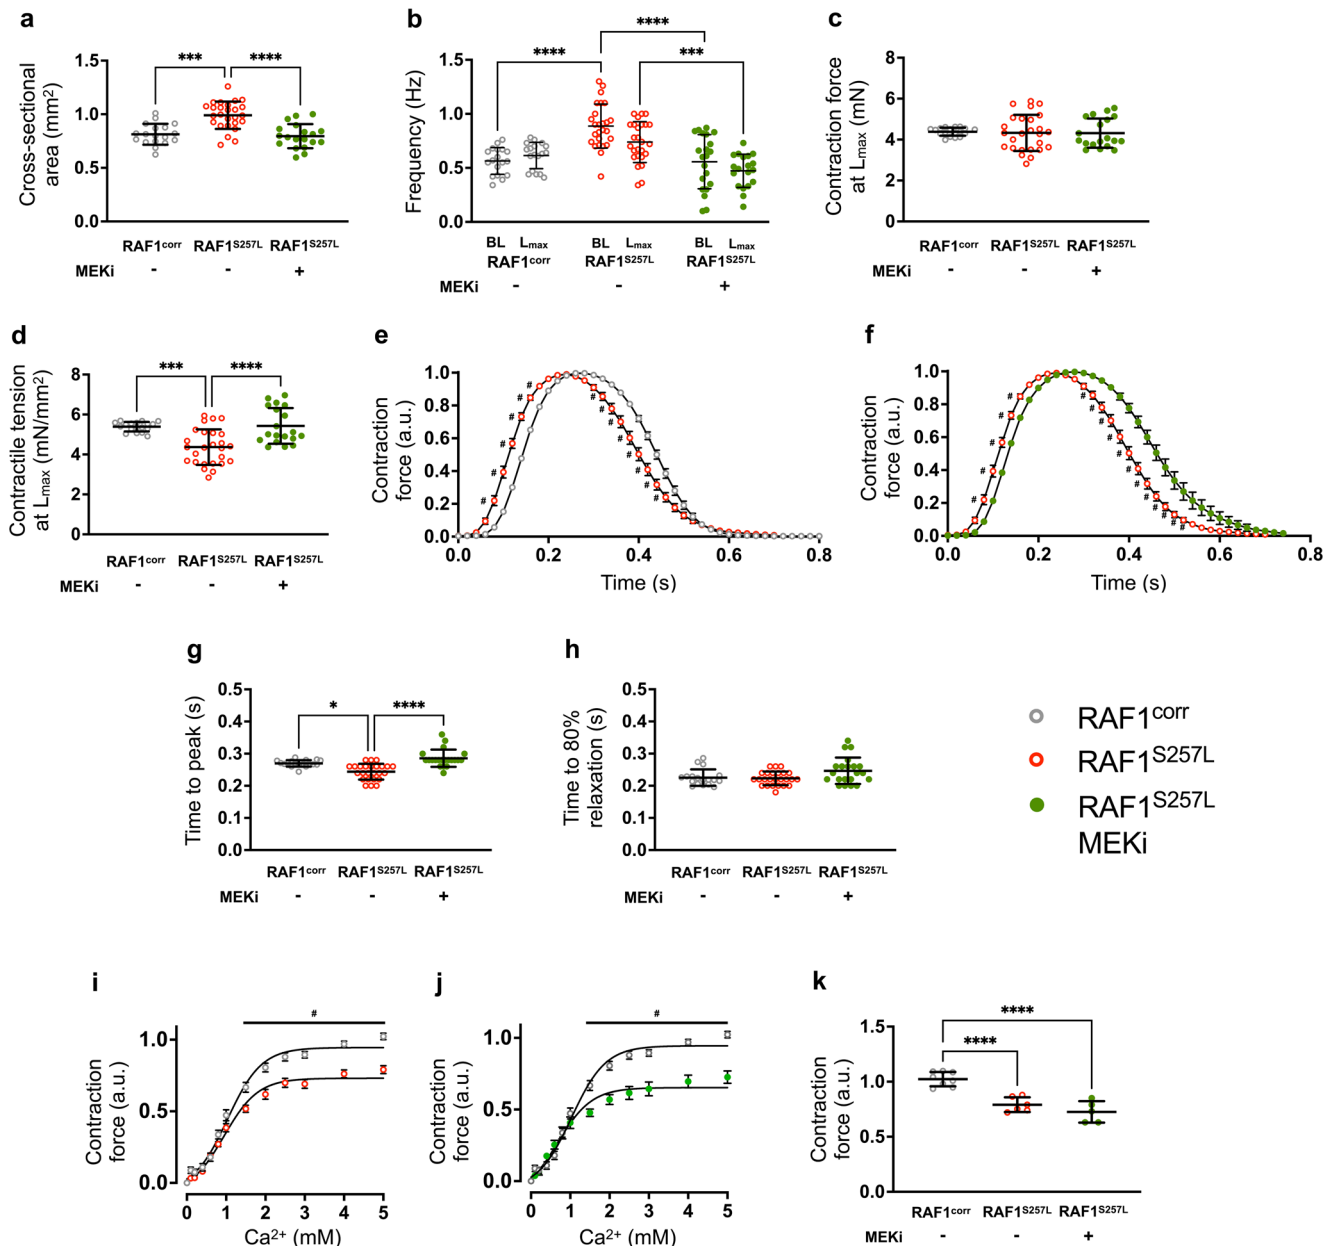 a
Cross-sectional
area (mm²)
1.5
1.0
0.5
0.0
***
****
RAF1corr RAF1S257L RAF1S257L
MEKi - - +
b
Frequency (Hz)
1.5
1.0
0.5
0.0
****
****
***
BL Lmax BL Lmax BL Lmax
RAF1corr RAF1S257L RAF1S257L
MEKi - - +
c
Contraction force
at Lmax (mN)
8
6
4
2
0
RAF1corr RAF1S257L RAF1S257L
MEKi - - +
d
Contractile tension
at Lmax (mN/mm²)
8
6
4
2
0
***
****
RAF1corr RAF1S257L RAF1S257L
MEKi - - +
e
Contraction
force (a.u.)
1.0
0.8
0.6
0.4
0.2
0.0
# # # # # # # # # # # #
0.0 0.2 0.4 0.6 0.8
Time (s)
f
Contraction
force (a.u.)
1.0
0.8
0.6
0.4
0.2
0.0
# # # # # # # # # # # # # # #
0.0 0.2 0.4 0.6 0.8
Time (s)
g
Time to peak (s)
0.5
0.4
0.3
0.2
0.1
0.0
*
****
RAF1corr RAF1S257L RAF1S257L
MEKi - - +
h
Time to 80%
relaxation (s)
0.5
0.4
0.3
0.2
0.1
0.0
RAF1corr RAF1S257L RAF1S257L
MEKi - - +
RAF1corr
RAF1S257L
RAF1S257L
MEKi
i
Contraction
force (a.u.)
1.0
0.5
0.0
#
0 1 2 3 4 5
Ca2+ (mM)
j
Contraction
force (a.u.)
1.0
0.5
0.0
#
0 1 2 3 4 5
Ca2+ (mM)
k
Contraction
force (a.u.)
1.5
1.0
0.5
0.0
****
****
RAF1corr RAF1S257L RAF1S257L
MEKi - - +